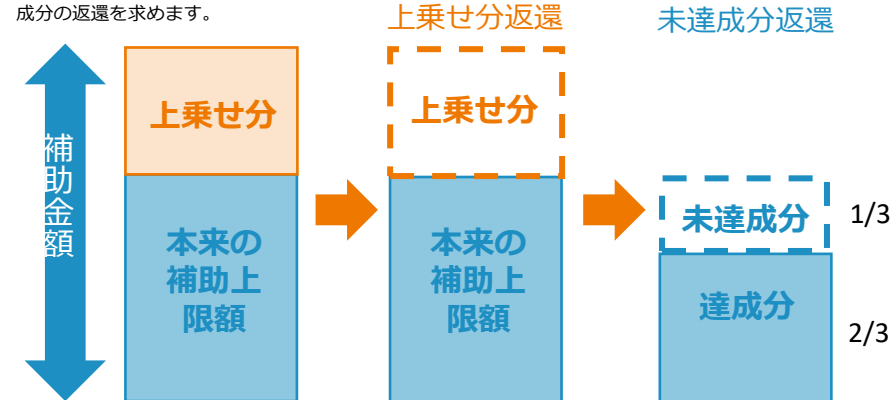 成分の返還を求めます。
上乗せ分返還
未達成分返還
補助金額
上乗せ分
上乗せ分
本来の
補助上
限額
本来の
補助上
限額
未達成分
1/3
達成分
2/3